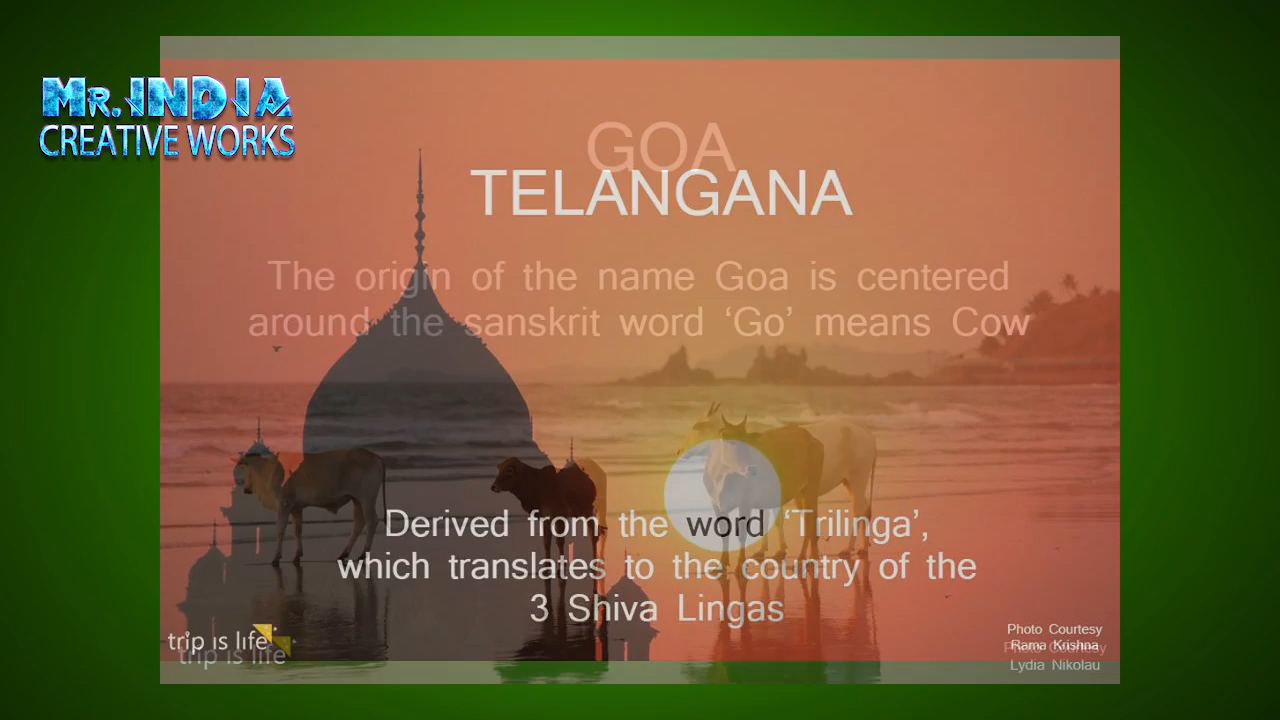 Mr. INDIA
CREATIVE WORKS
GOA
TELANGANA
The origin of the name Goa is centered
around the sanskrit word ‘Go’ means Cow
Derived from the word ‘Trilinga’,
which translates to the country of the
3 Shiva Lingas
trip is life
trip is life
Photo Courtesy
Rama Krishna
Photo Courtesy
Lydia Nikolau